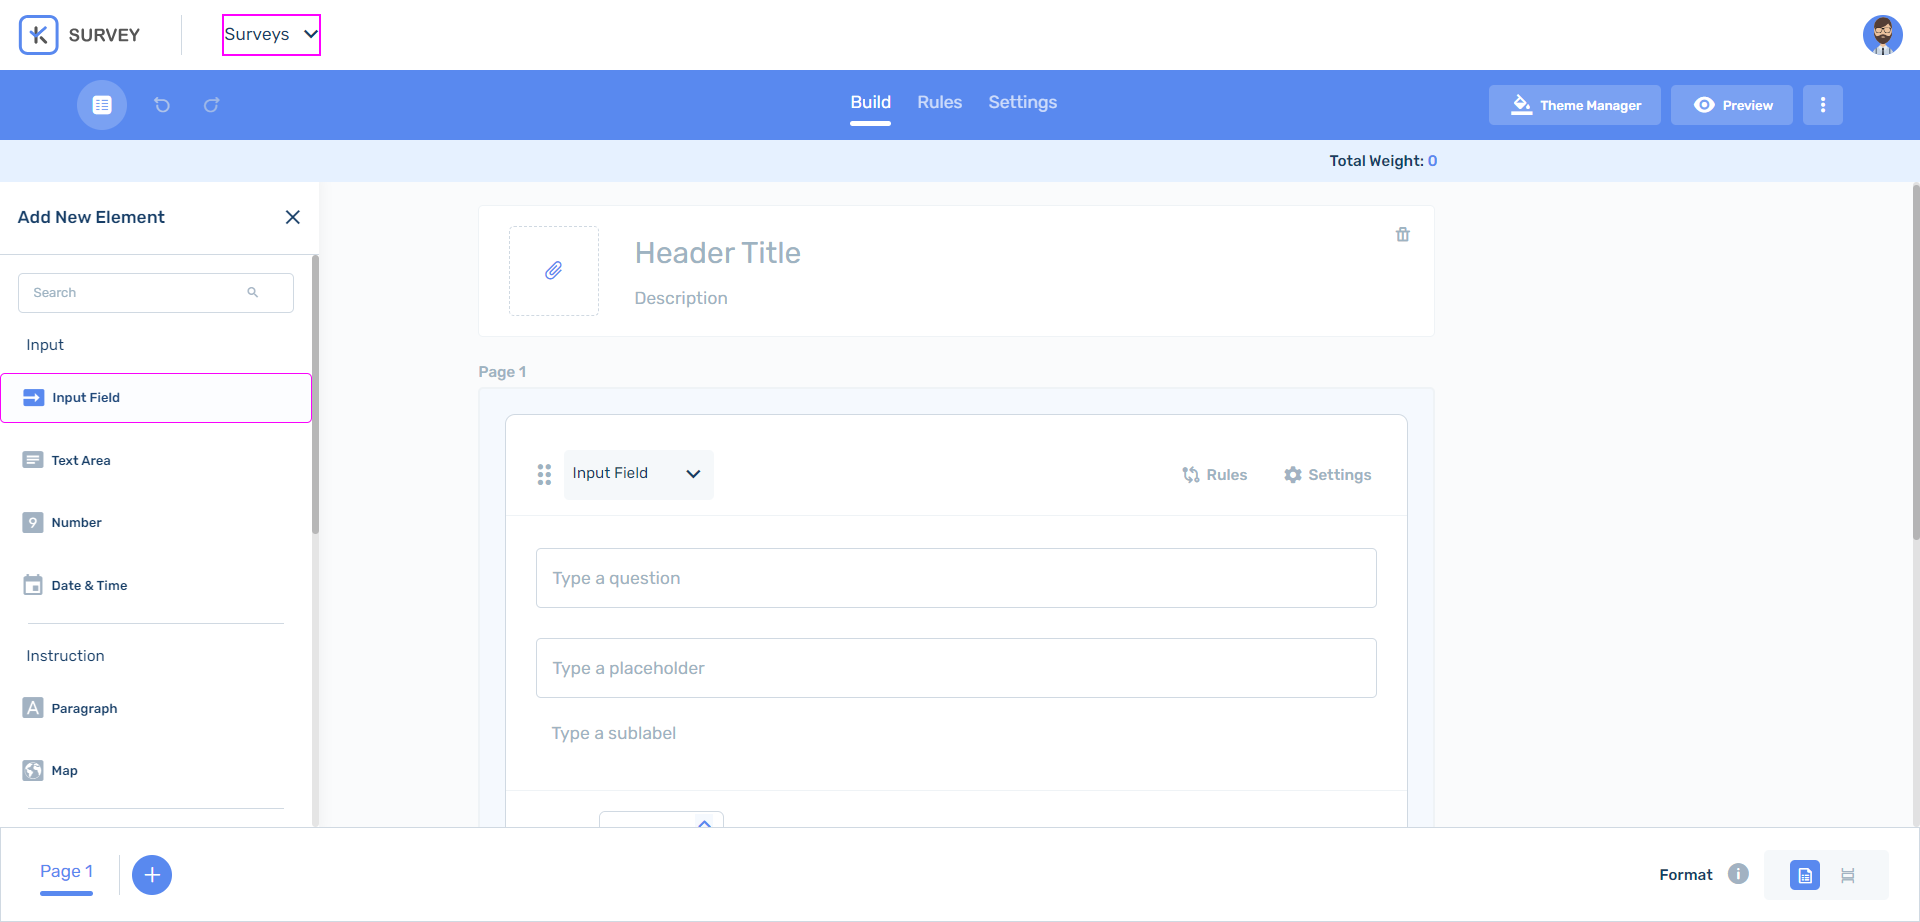 SURVEY
Surveys
Build Rules Settings
Theme Manager
Preview
Total Weight: 0
Add New Element
Search
Input
Input Field
Text Area
9 Number
Date & Time
Instruction
A Paragraph
Map
Header Title
Description
Page 1
Input Field
Rules
Settings
Type a question
Type a placeholder
Type a sublabel
Page 1
Format